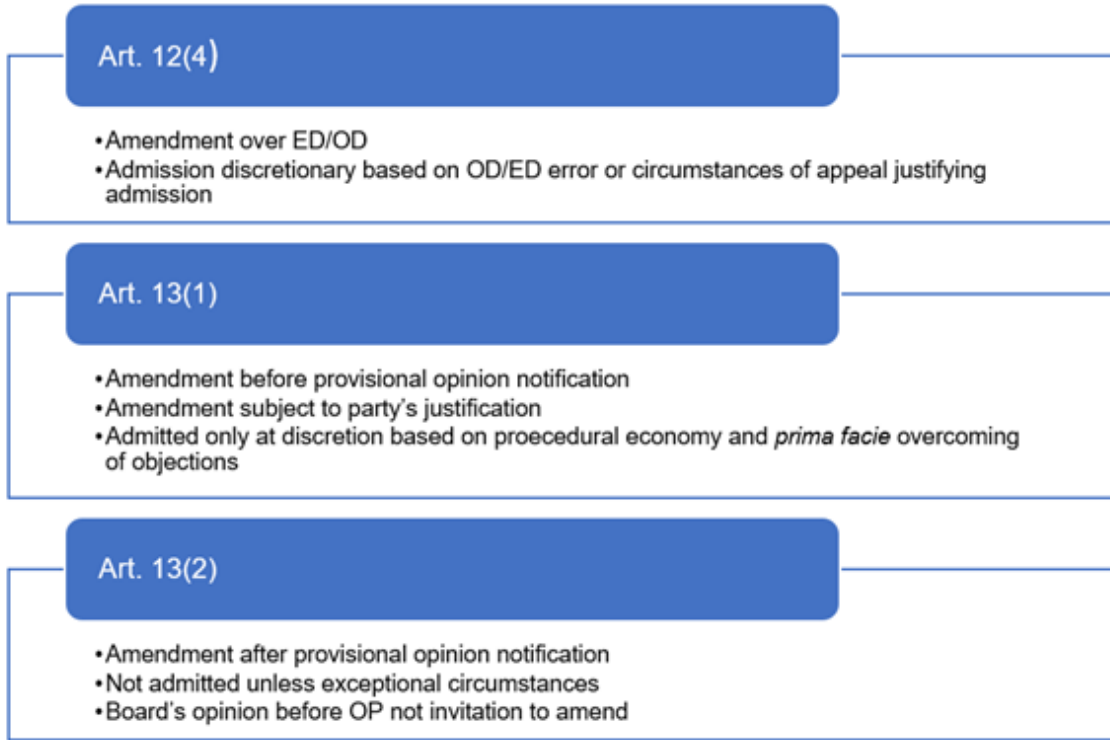 Art. 12(4)
•Amendment over ED/OD
•Admission discretionary based on OD/ED error or circumstances of appeal justifying
admission
Art. 13(1)
•Amendment before provisional opinion notification
•Amendment subject to party's justification
•Admitted only at discretion based on proecedural economy and prima facie overcoming
of objections
Art. 13(2)
•Amendment after provisional opinion notification
•Not admitted unless exceptional circumstances
•Board's opinion before OP not invitation to amend